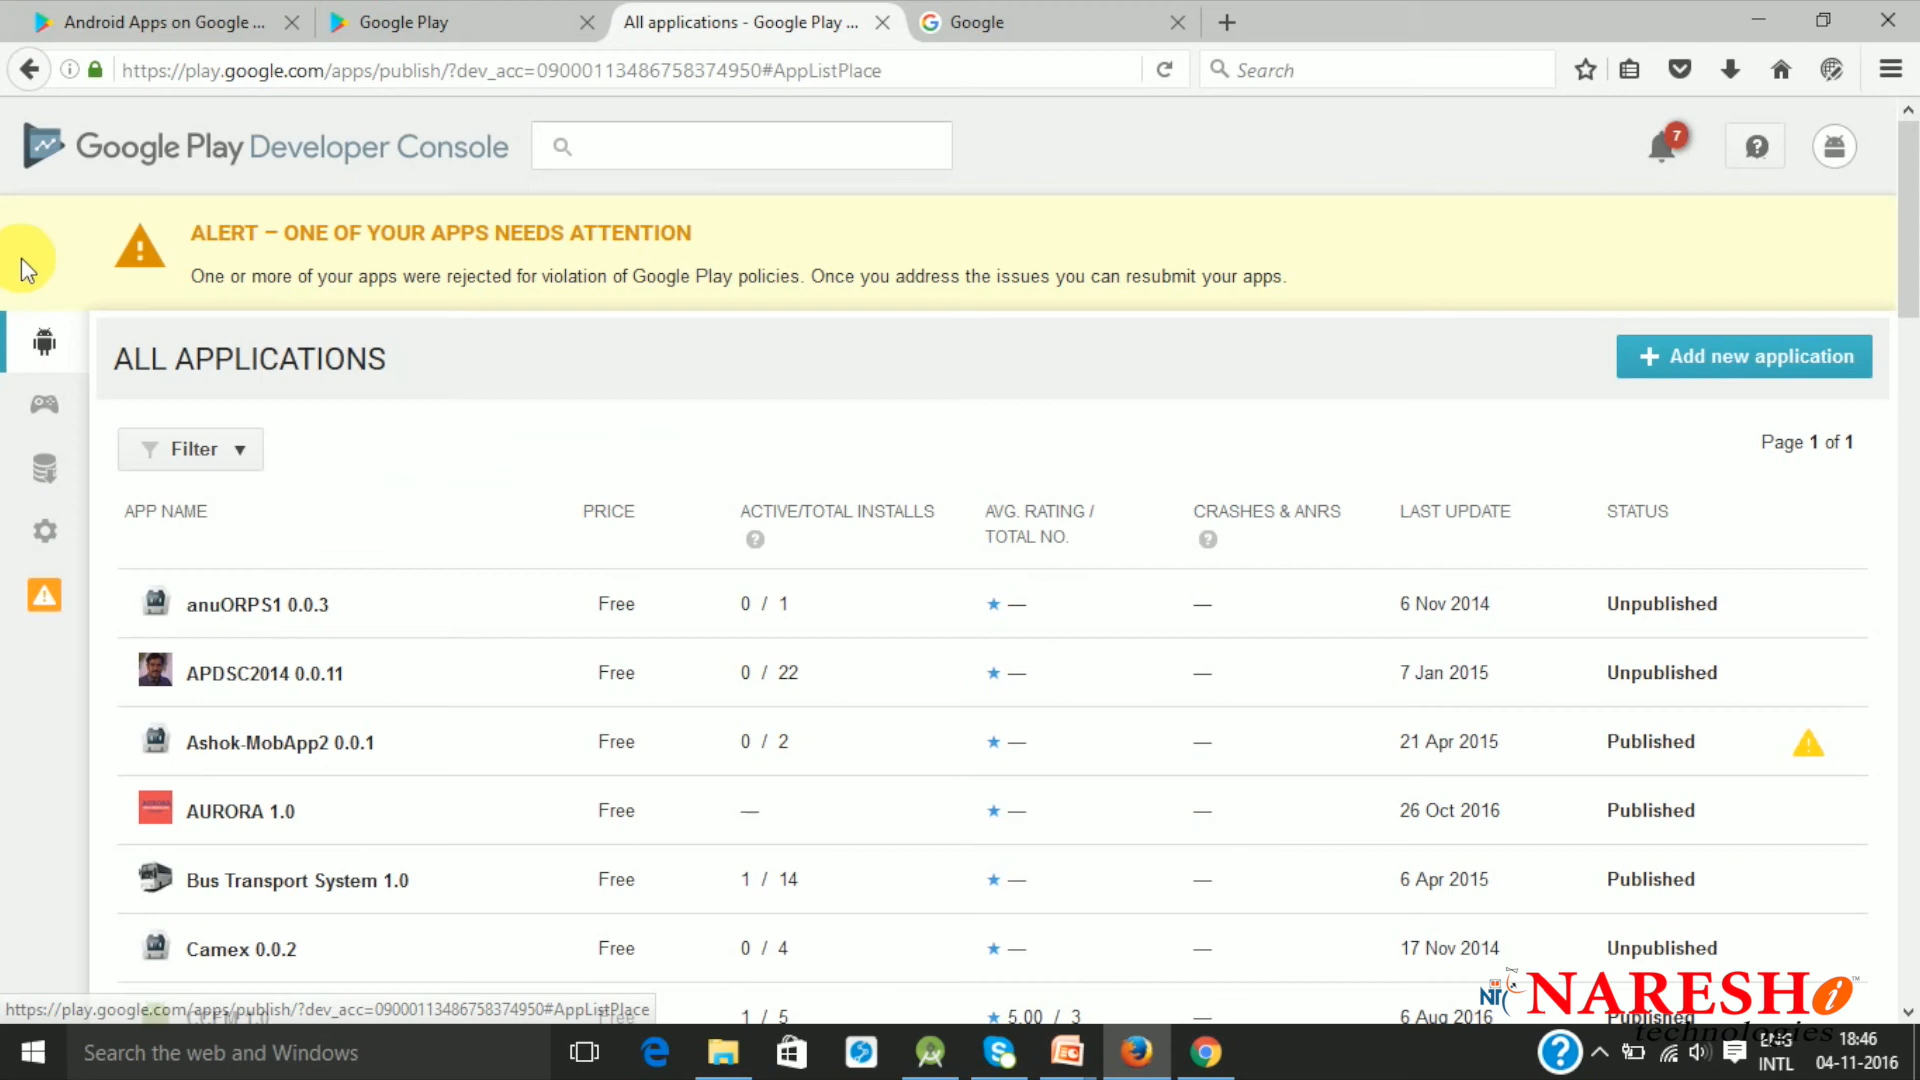 Android Apps on Google ...
Google Play
All applications - Google Play ...
Google
https://play.google.com/apps/publish/?dev_acc=09000113486758374950#AppListPlace
Search
Google Play Developer Console
7
ALERT – ONE OF YOUR APPS NEEDS ATTENTION
One or more of your apps were rejected for violation of Google Play policies. Once you address the issues you can resubmit your apps.
ALL APPLICATIONS
Add new application
Filter
Page 1 of 1
APP NAME PRICE ACTIVE/TOTAL INSTALLS AVG. RATING / TOTAL NO. CRASHES & ANRS LAST UPDATE STATUS
anuORPS1 0.0.3 Free 0 / 1 — — 6 Nov 2014 Unpublished
APDSC2014 0.0.11 Free 0 / 22 — — 7 Jan 2015 Unpublished
Ashok-MobApp2 0.0.1 Free 0 / 2 — — 21 Apr 2015 Published
AURORA 1.0 Free — — — 26 Oct 2016 Published
Bus Transport System 1.0 Free 1 / 14 — — 6 Apr 2015 Published
Camex 0.0.2 Free 0 / 4 — — 17 Nov 2014 Unpublished
1.0 Free 1 / 5 5.00 / 3 — 6 Aug 2016 Published
https://play.google.com/apps/publish/?dev_acc=09000113486758374950#AppListPlace
NARESH i
technologies
Search the web and Windows
ENG
INTL
18:46
04-11-2016